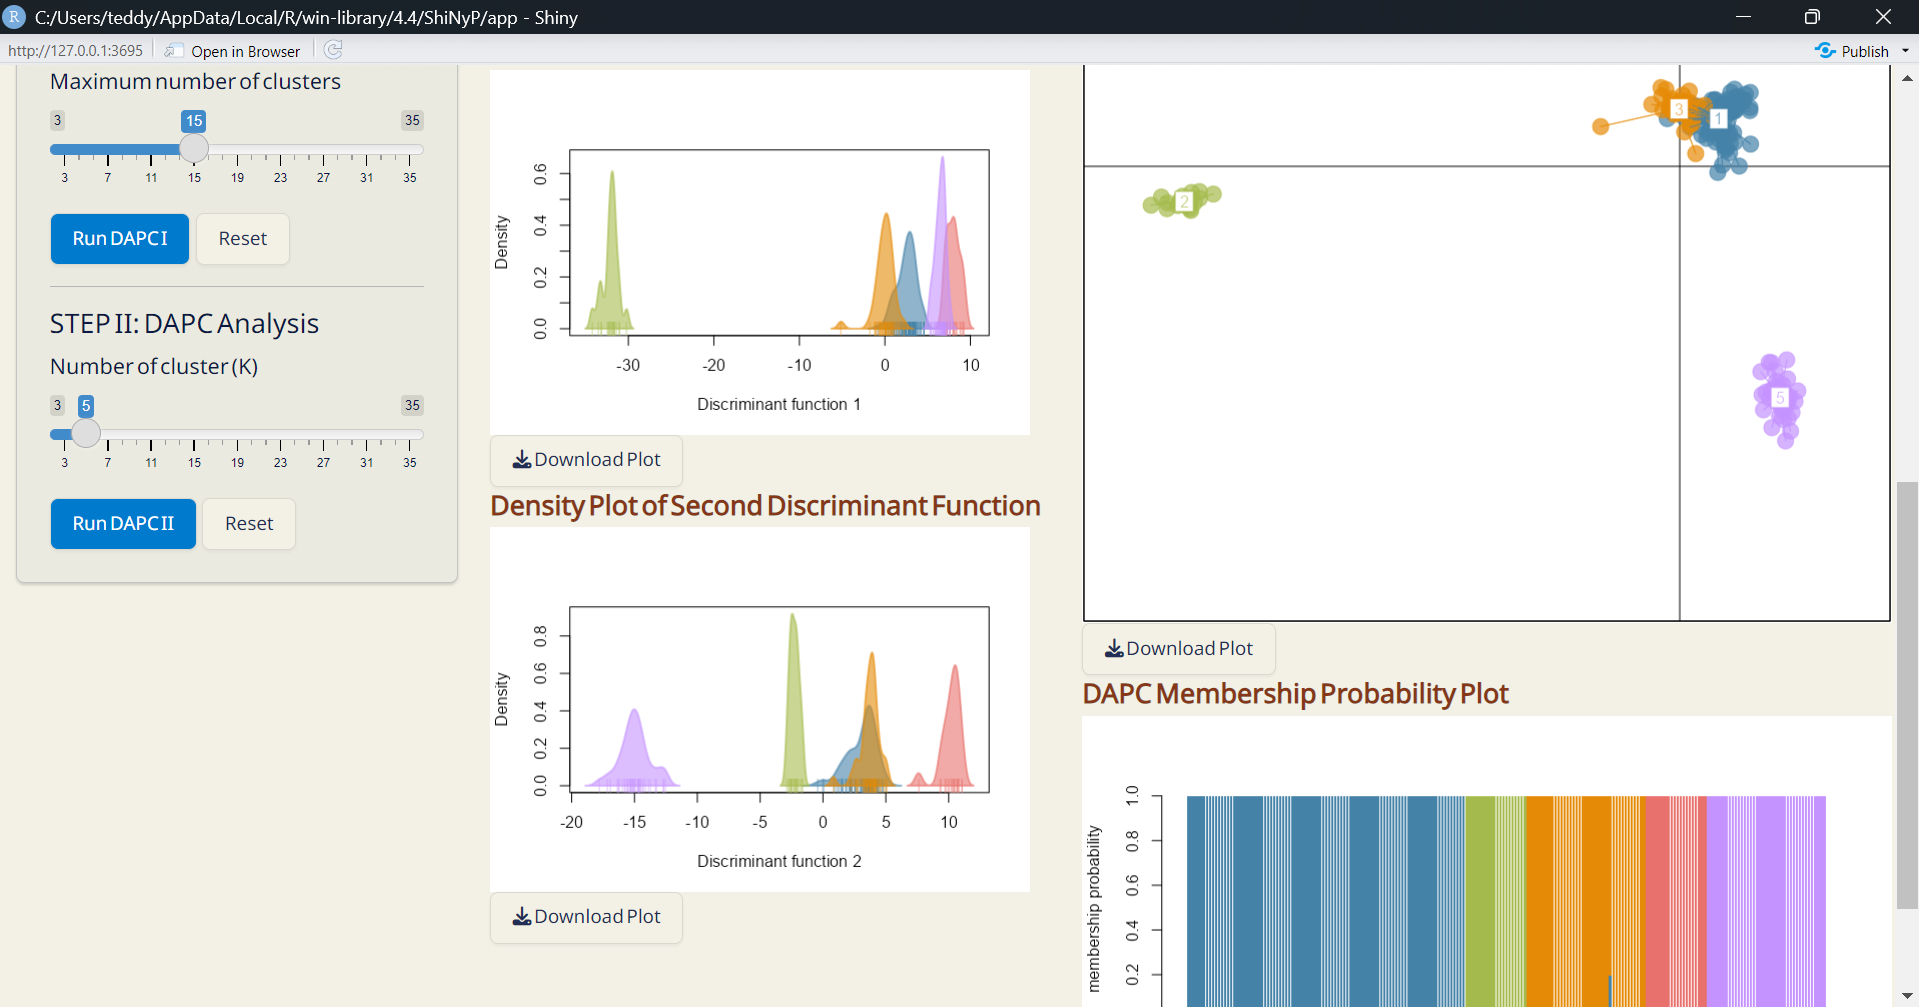 C:/Users/teddy/AppData/Local/R/win-library/4.4/ShiNyP/app - Shiny
http://127.0.0.1:3695 Open in Browser Publish
Maximum number of clusters
3 15 35
3 7 11 15 19 23 27 31 35
Run DAPC I Reset
STEP II: DAPC Analysis
Number of cluster (K)
3 5 35
3 7 11 15 19 23 27 31 35
Run DAPC II Reset
Density
0.6
0.4
0.2
0.0
-30 -20 -10 0 10
Discriminant function 1
Download Plot
Density Plot of Second Discriminant Function
Density
0.8
0.6
0.4
0.2
0.0
-20 -15 -10 -5 0 5 10
Discriminant function 2
Download Plot
3 1
2
5
Download Plot
DAPC Membership Probability Plot
membership probability
1.0
0.8
0.6
0.4
0.2